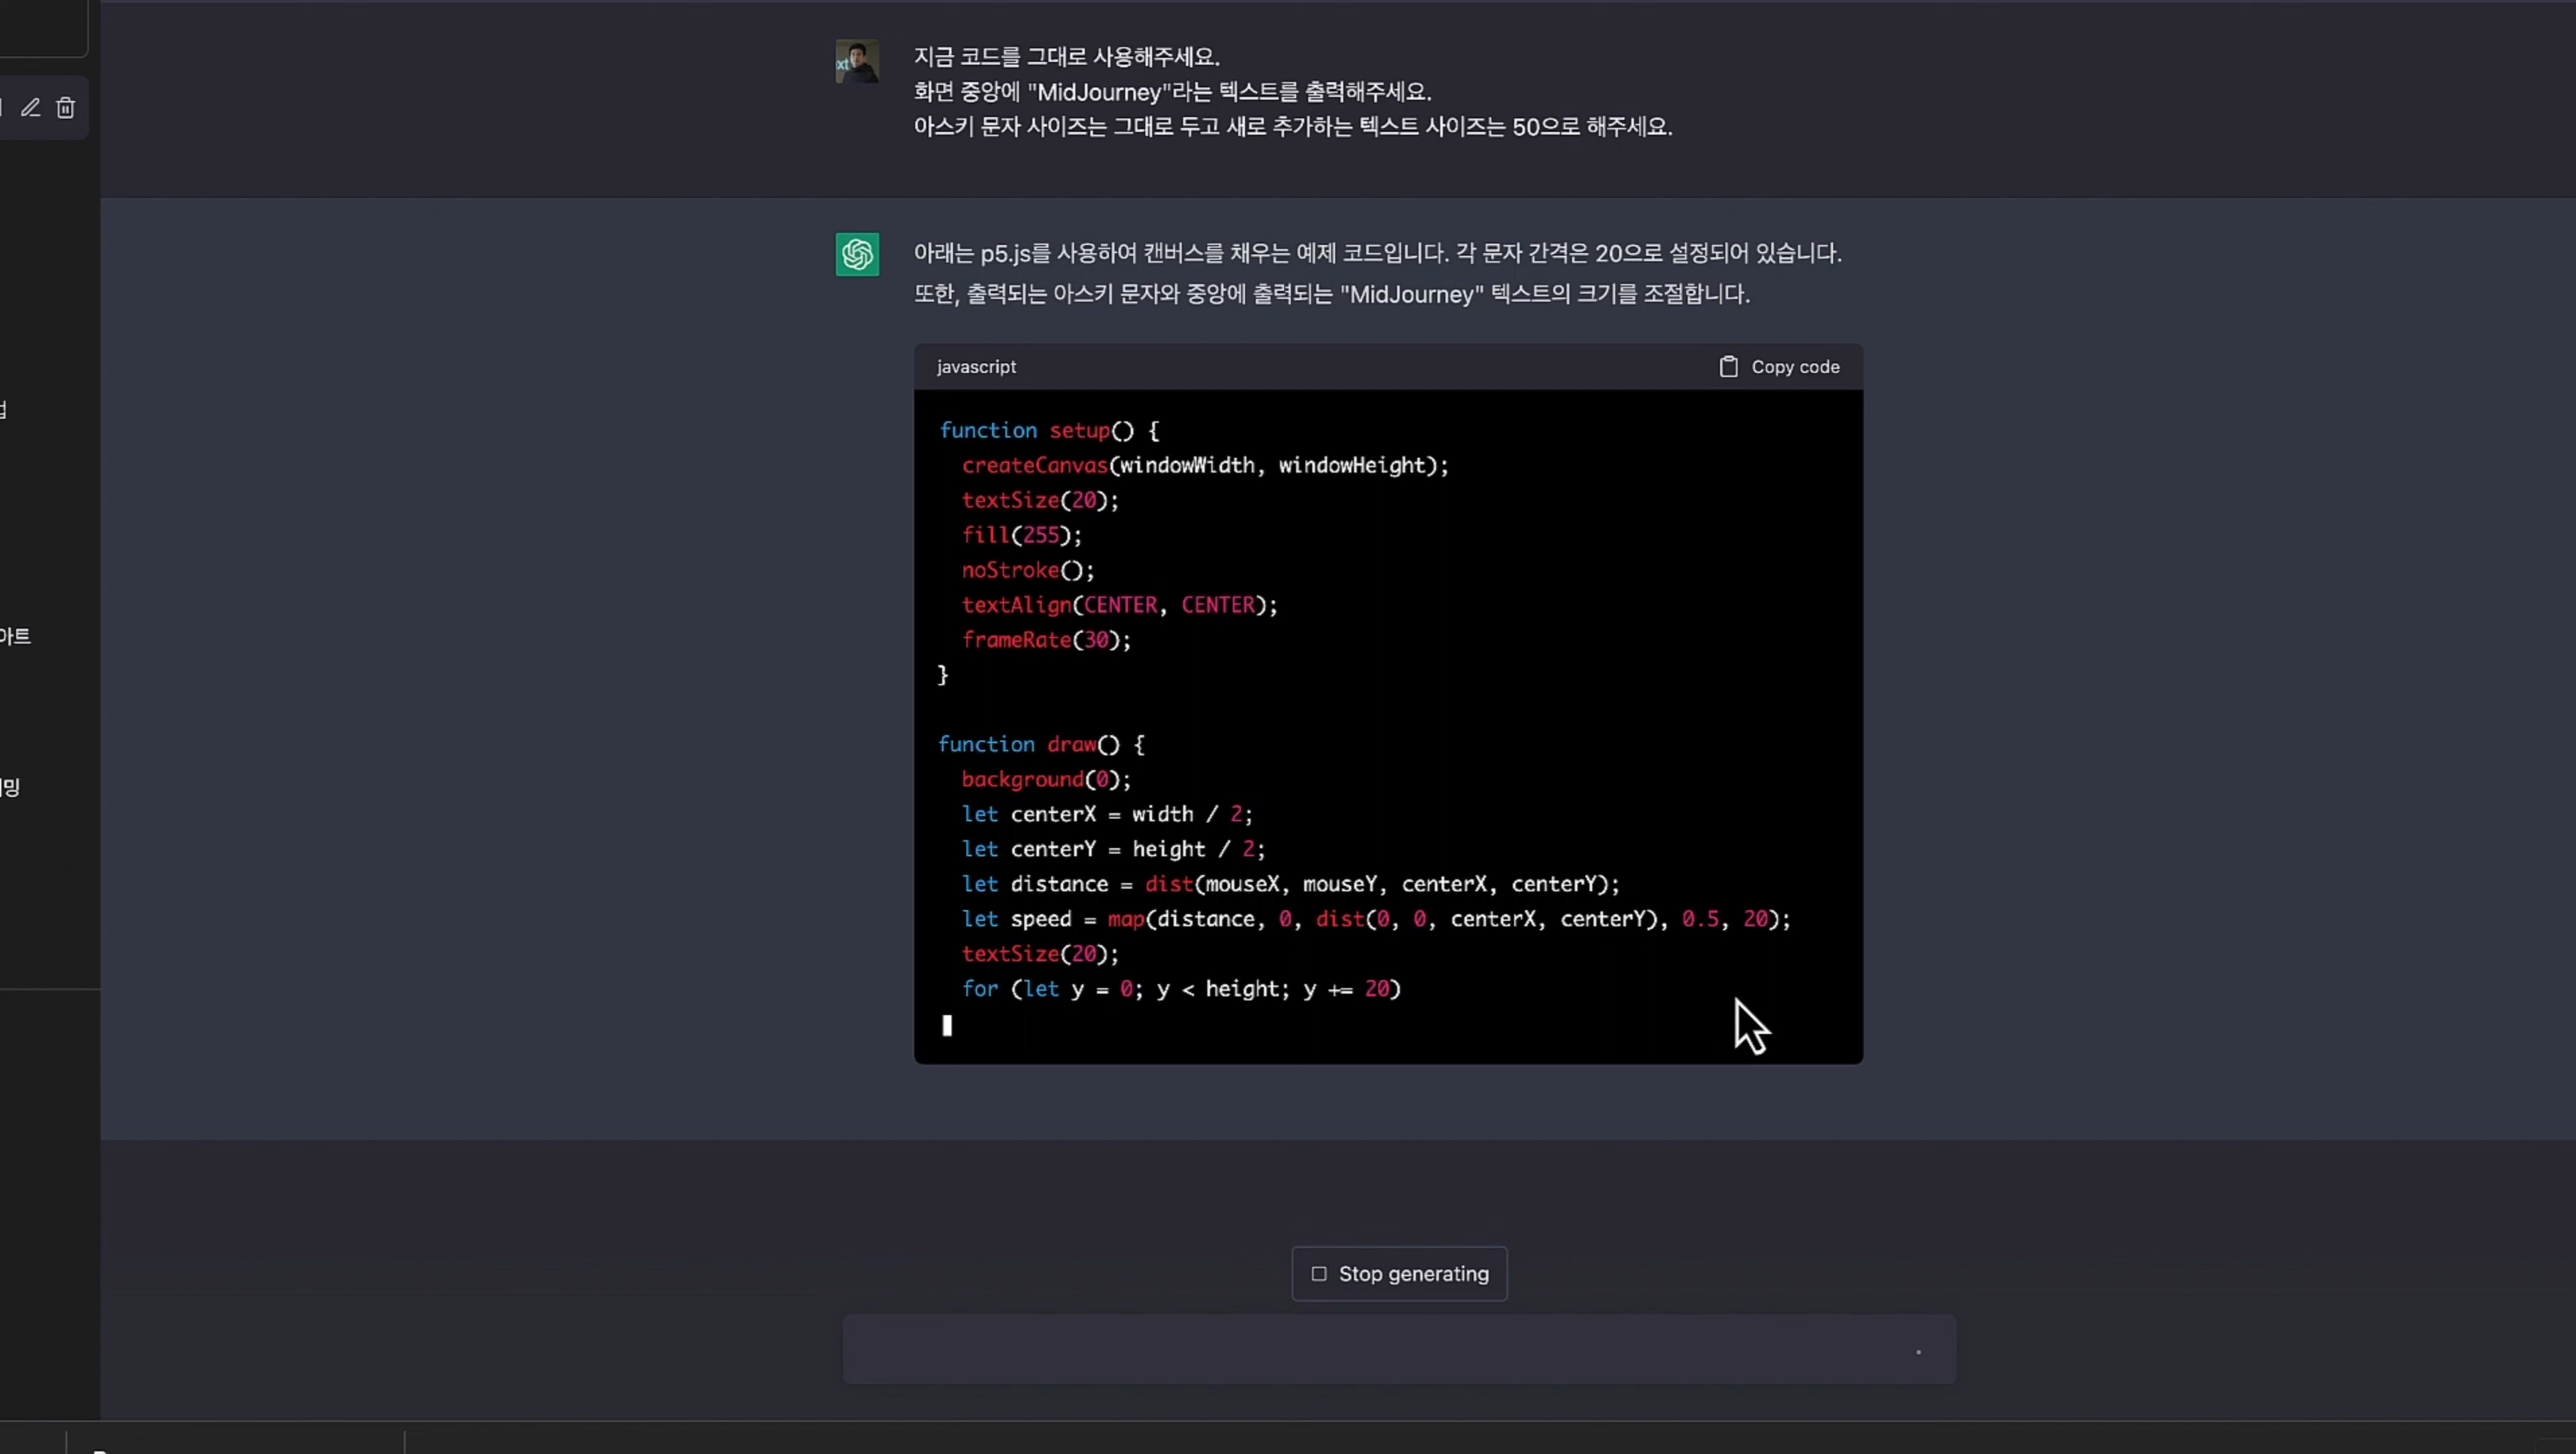 지금 코드를 그대로 사용해주세요.
화면 중앙에 "MidJourney"라는 텍스트를 출력해주세요.
아스키 문자 사이즈는 그대로 두고 새로 추가하는 텍스트 사이즈는 50으로 해주세요.
아래는 p5.js를 사용하여 캔버스를 채우는 예제 코드입니다. 각 문자 간격은 20으로 설정되어 있습니다.
또한, 출력되는 아스키 문자와 중앙에 출력되는 "MidJourney" 텍스트의 크기를 조절합니다.
javascript
Copy code
function setup() {
createCanvas(windowWidth, windowHeight);
textSize(20);
fill(255);
noStroke();
textAlign(CENTER, CENTER);
frameRate(30);
}
function draw() {
background(0);
let centerX = width / 2;
let centerY = height / 2;
let distance = dist(mouseX, mouseY, centerX, centerY);
let speed = map(distance, 0, dist(0, 0, centerX, centerY), 0.5, 20);
textSize(20);
for (let y = 0; y < height; y += 20)
아트
Stop generating